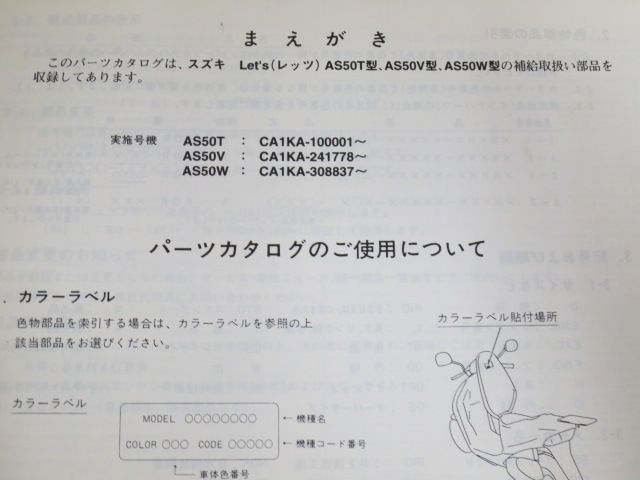 まえがき
このパーツカタログは、スズキ Let's(レッツ) AS50T型、AS50V型、AS50W型の補給取扱い部品を
収録してあります。
実施号機 AS50T : CA1KA-100001～
AS50V : CA1KA-241778～
AS50W : CA1KA-308837～
パーツカタログのご使用について
. カラーラベル
色物部品を索引する場合は、カラーラベルを参照の上
該当部品をお選びください。
カラーラベル貼付場所
カラーラベル
MODEL ○○○○○○○○ ←機種名
COLOR ○○○ CODE ○○○○○ ←機種コード番号
車体色番号